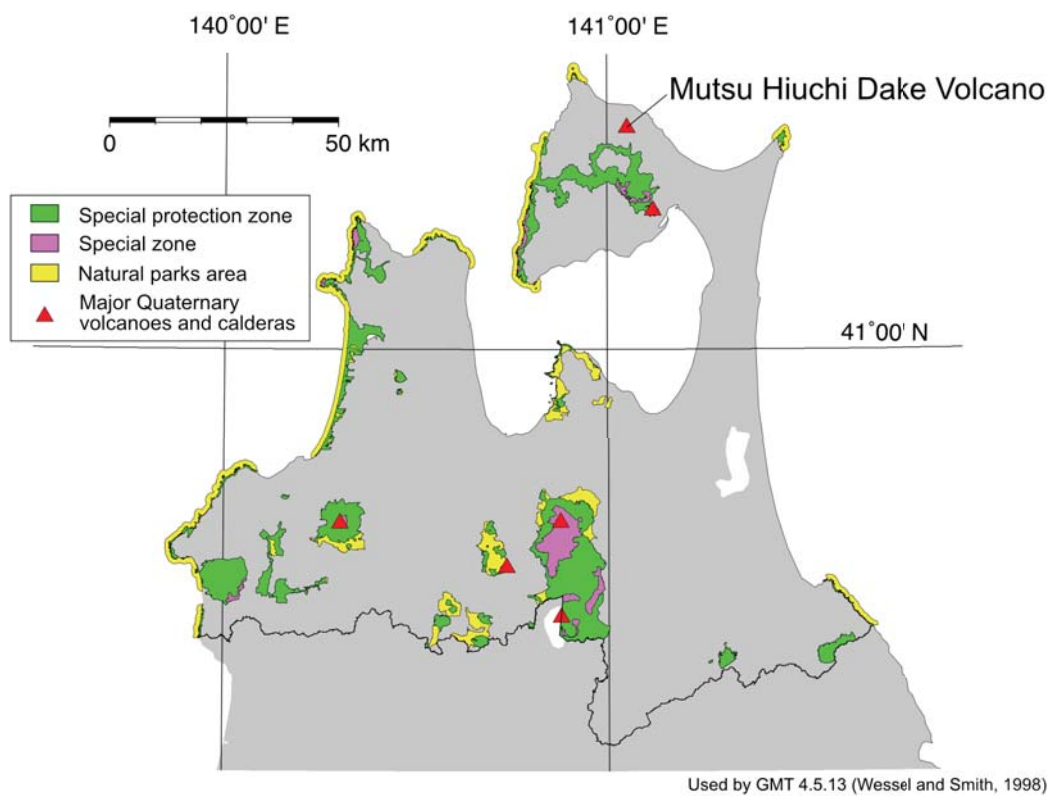 140°00' E
141°00' E
Mutsu Hiuchi Dake Volcano
0
50 km
Special protection zone
Special zone
Natural parks area
Major Quaternary
volcanoes and calderas
41°00' N
Used by GMT 4.5.13 (Wessel and Smith, 1998)